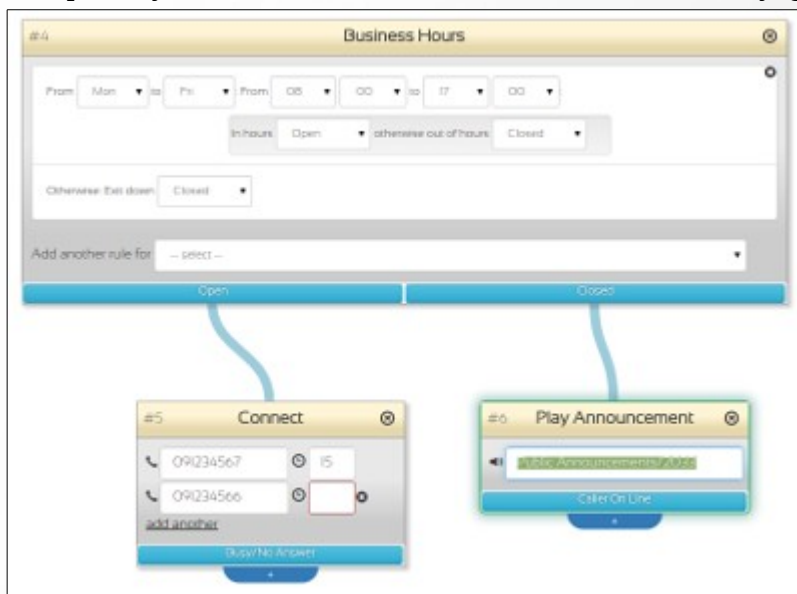 #4 Business Hours
From Mon to Fri From 08 00 to 17 00
In hours Open otherwise out of hours Closed
Otherwise Exit down Closed
Add another rule for -- select --
Open Closed
#5 Connect
091234567 15
091234566
add another
Busy/No Answer
+
#6 Play Announcement
Public Announcements/
Caller On Line
+